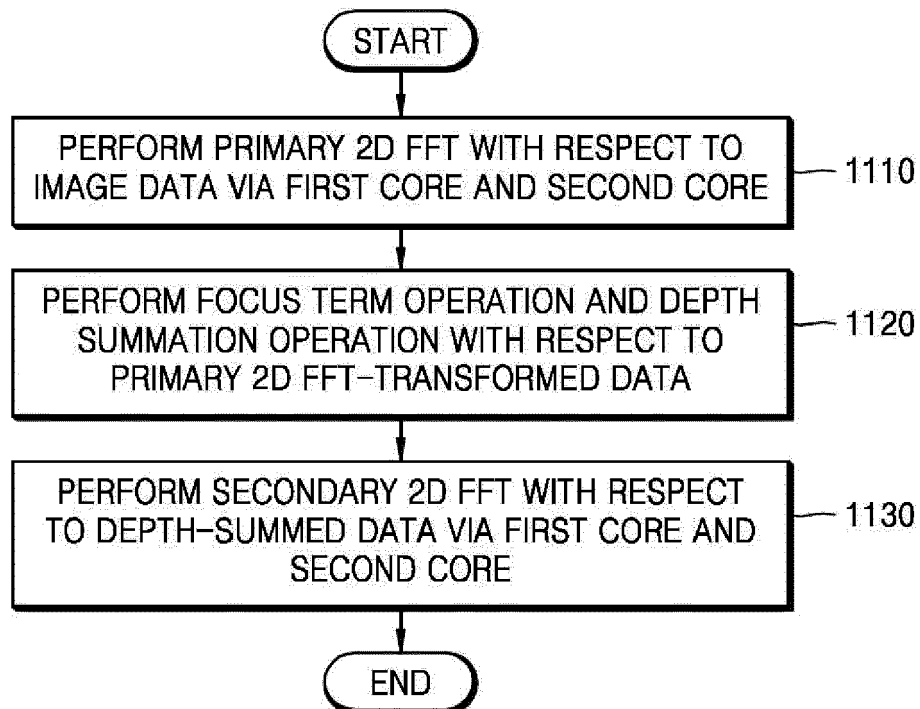 START
PERFORM PRIMARY 2D FFT WITH RESPECT TO
IMAGE DATA VIA FIRST CORE AND SECOND CORE
1110
PERFORM FOCUS TERM OPERATION AND DEPTH
SUMMATION OPERATION WITH RESPECT TO
PRIMARY 2D FFT-TRANSFORMED DATA
1120
PERFORM SECONDARY 2D FFT WITH RESPECT
TO DEPTH-SUMMED DATA VIA FIRST CORE AND
SECOND CORE
1130
END